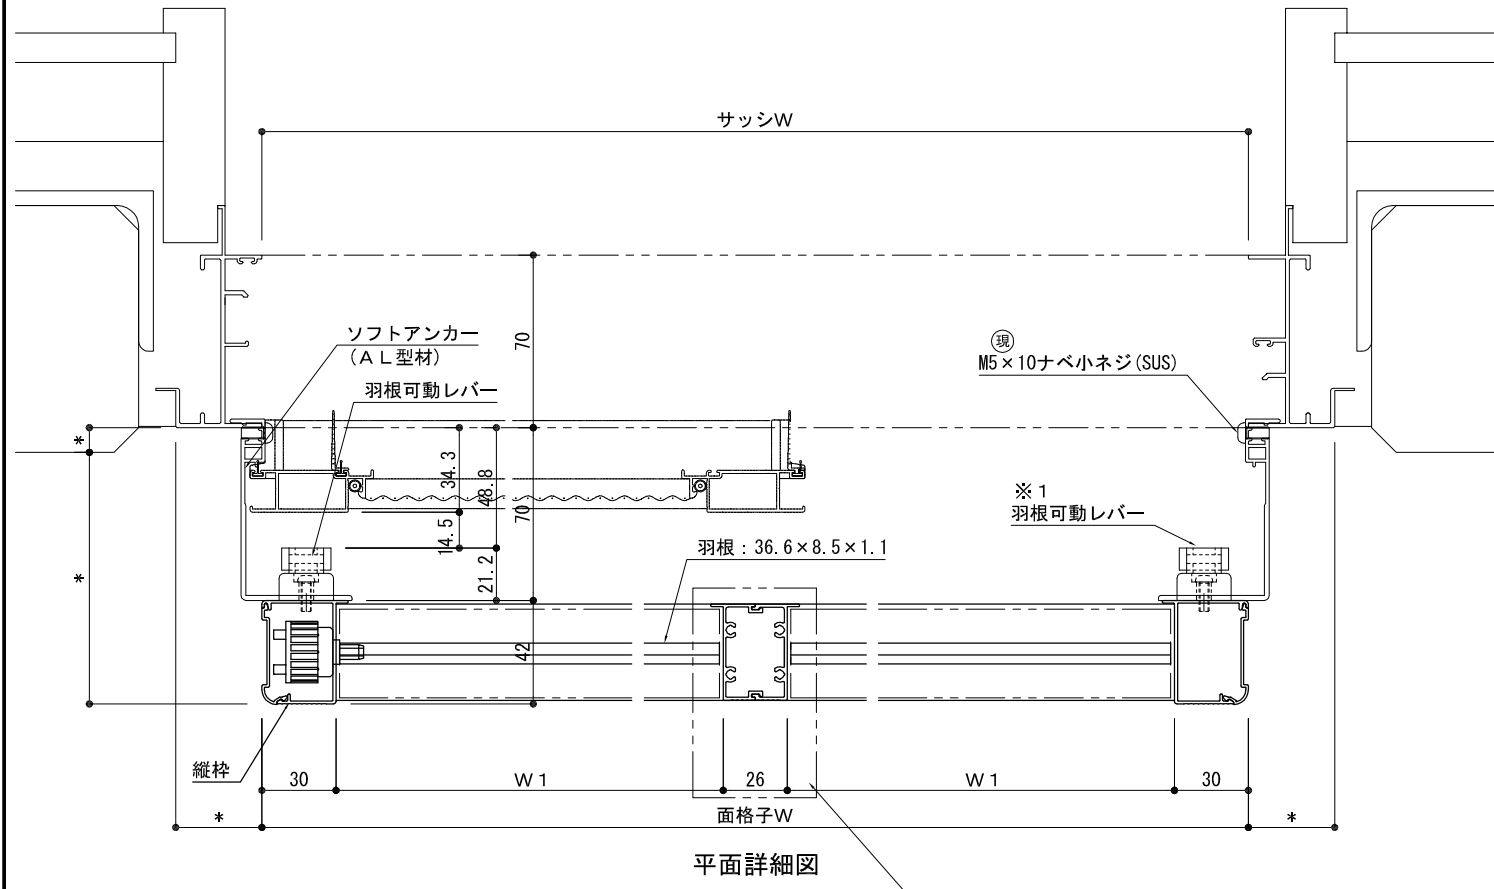 サッシW
70
ソフトアンカー
(AL型材)
羽根可動レバー
現
M5×10ナベ小ネジ(SUS)
*
34.3
48.8
70
14.5
21.2
※1
羽根可動レバー
羽根:36.6×8.5×1.1
*
42
縦枠
30
W1
26
W1
30
*
面格子W
*
平面詳細図